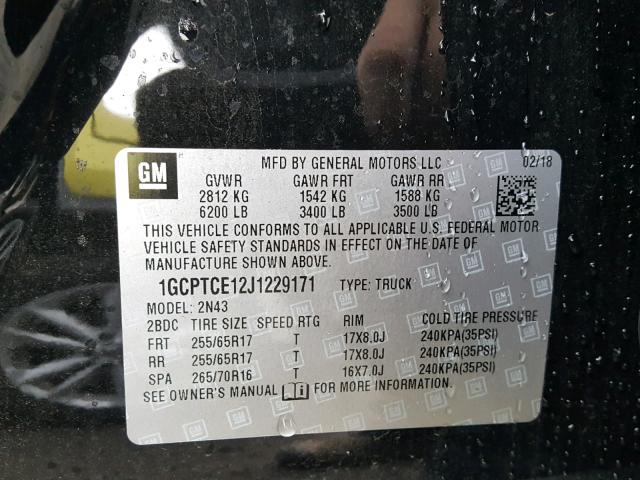 GM MFD BY GENERAL MOTORS LLC 02/18
GVWR GAWR FRT GAWR RR
2812 KG 1542 KG 1588 KG
6200 LB 3400 LB 3500 LB
THIS VEHICLE CONFORMS TO ALL APPLICABLE U.S. FEDERAL MOTOR
VEHICLE SAFETY STANDARDS IN EFFECT ON THE DATE OF
MANUFACTURE SHOWN ABOVE.
1GCPTCE12J1229171 TYPE: TRUCK
MODEL: 2N43
2BDC TIRE SIZE SPEED RTG RIM COLD TIRE PRESSURE
FRT 255/65R17 T 17X8.0J 240KPA(35PSI)
RR 255/65R17 T 17X8.0J 240KPA(35PSI)
SPA 265/70R16 T 16X7.0J 240KPA(35PSI)
SEE OWNER'S MANUAL FOR MORE INFORMATION.